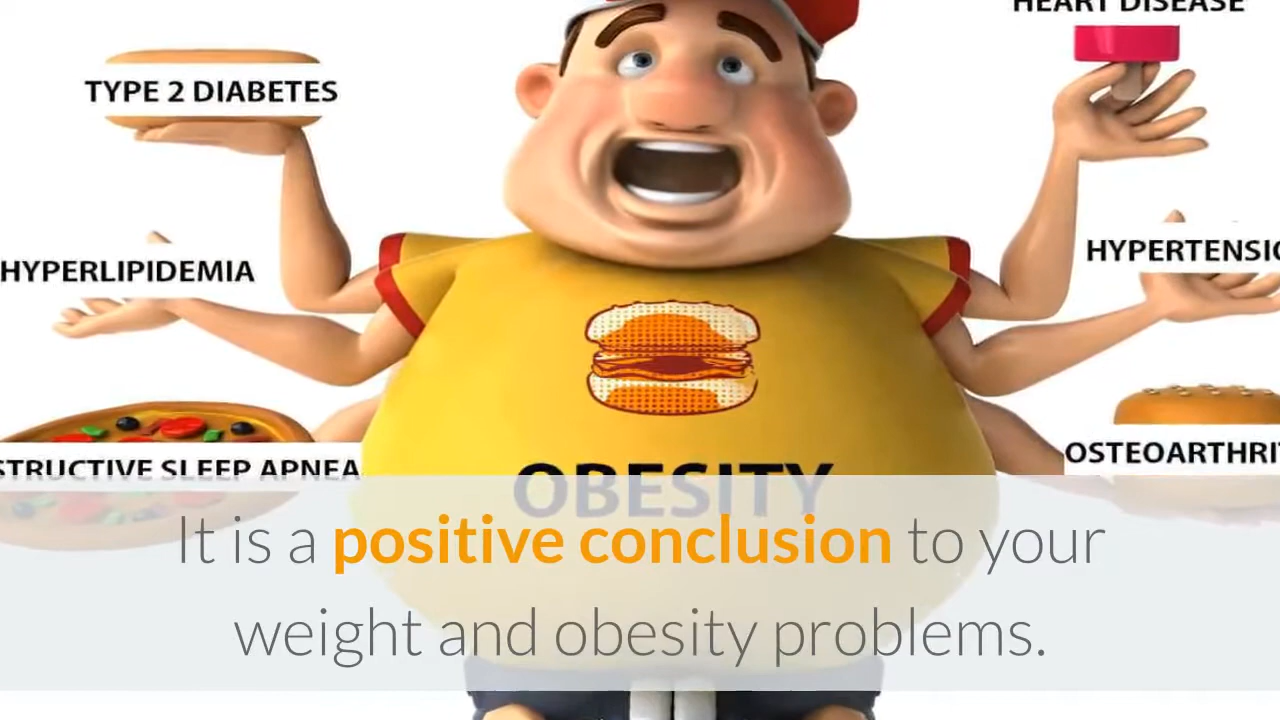 HEART DISEASE
TYPE 2 DIABETES
HYPERTENSIO
HYPERLIPIDEMIA
OSTEOARTHRI
STRUCTIVE SLEEP APNEA
OBESITY
It is a positive conclusion to your
weight and obesity problems.